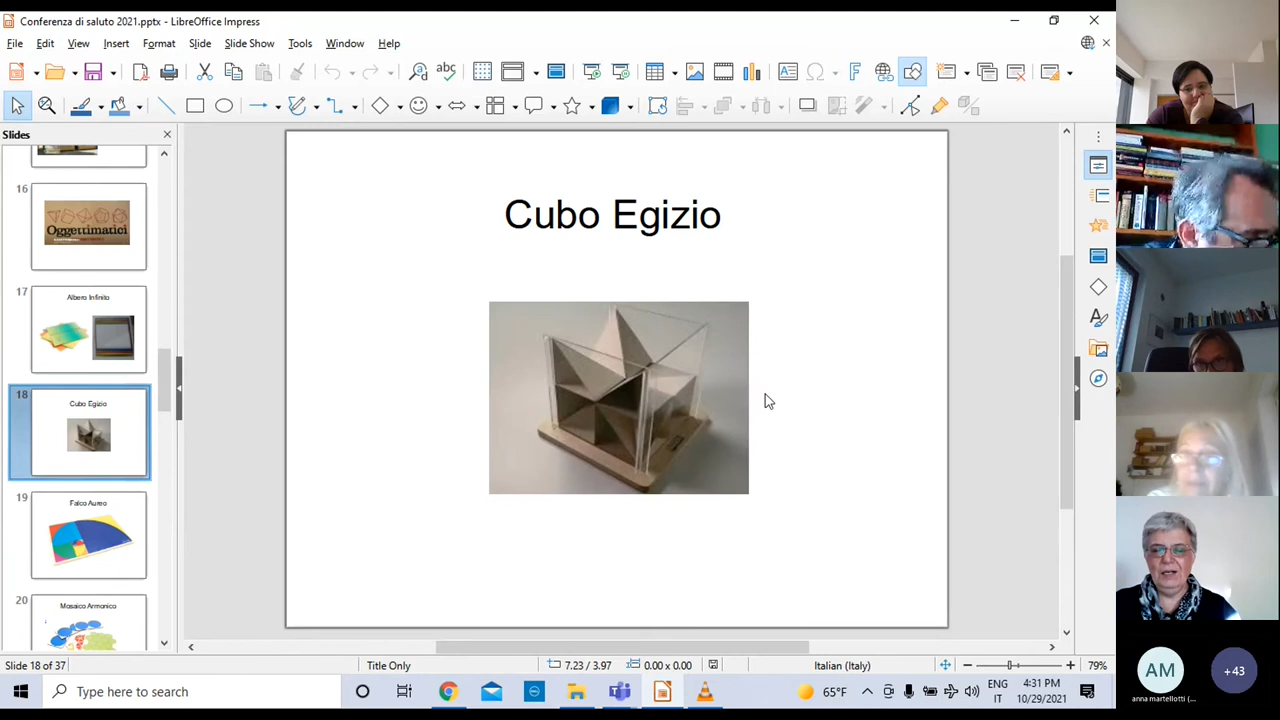 Conferenza di saluto 2021.pptx - LibreOffice Impress
File Edit View Insert Format Slide Slide Show Tools Window Help
abc
Slides
16
Oggettimatici
17
Albero Infinito
18
Cubo Egizio
19
Falco Aureo
20
Mosaico Armonico
Cubo Egizio
Slide 18 of 37
Title Only
7.23 / 3.97
0.00 x 0.00
Italian (Italy)
79%
Type here to search
65°F
ENG
IT
4:31 PM
10/29/2021
AM
anna martellotti (...
+43